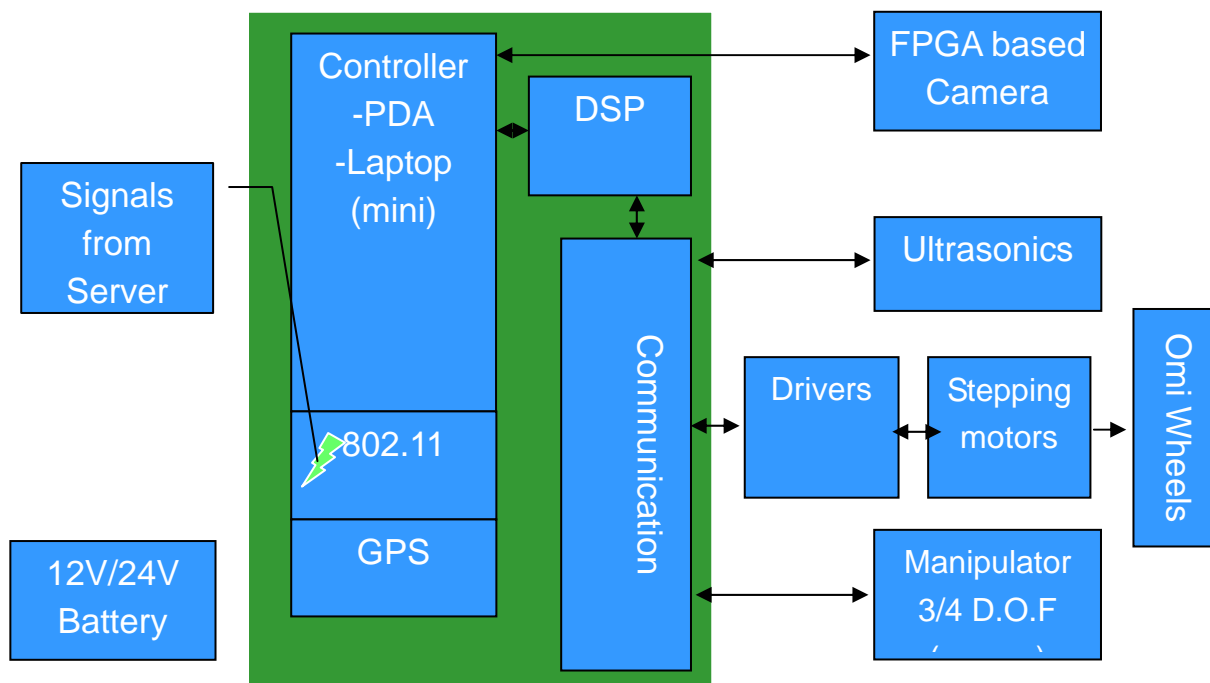 Controller
-PDA
-Laptop
(mini)
802.11
GPS
DSP
Communication
FPGA based
Camera
Signals
from
Server
Ultrasonics
Drivers
Stepping
motors
Omi Wheels
12V/24V
Battery
Manipulator
3/4 D.O.F